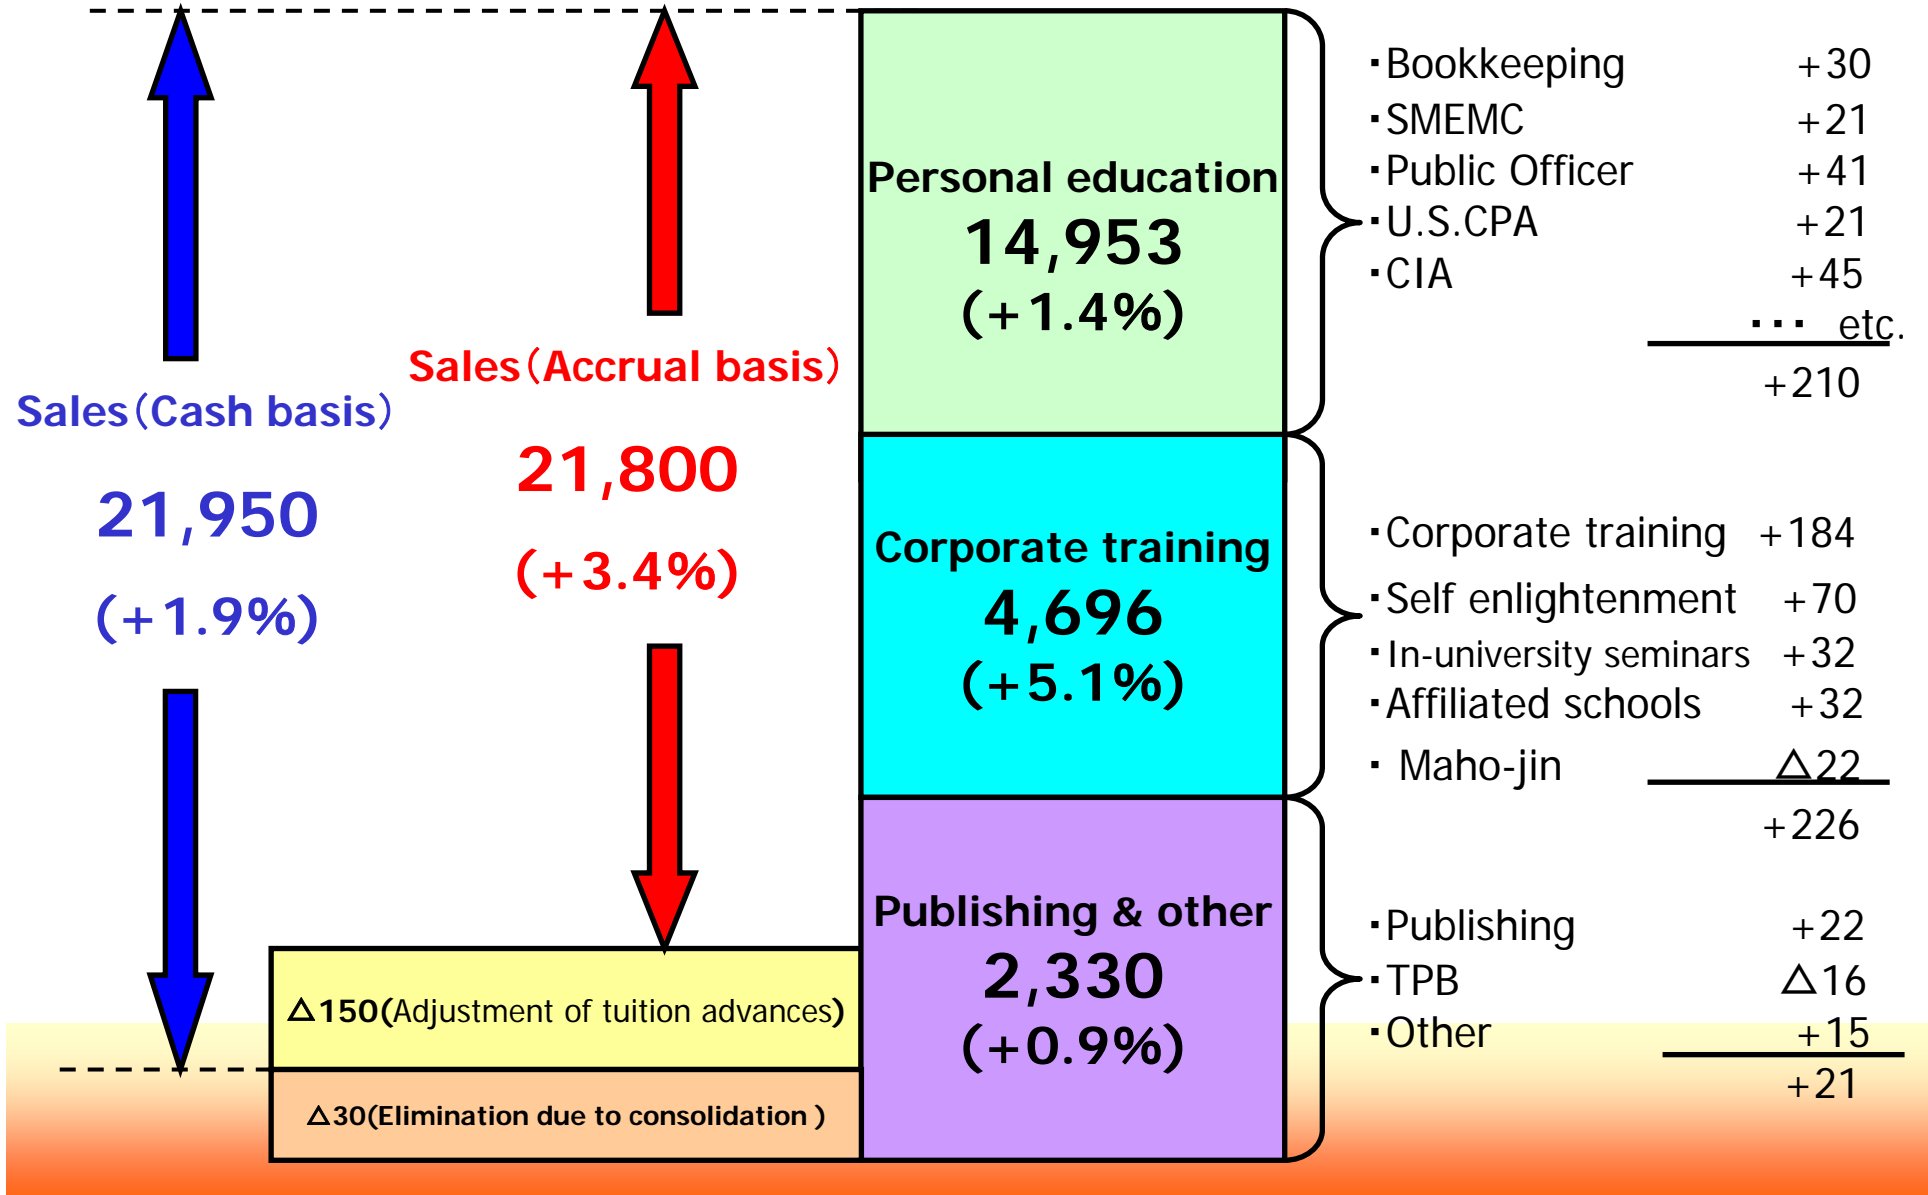 Sales（Cash basis）
21,950
(+1.9%)
Sales（Accrual basis）
21,800
(+3.4%)
△150(Adjustment of tuition advances)
△30(Elimination due to consolidation )
Personal education
14,953
(+1.4%)
Corporate training
4,696
(+5.1%)
Publishing & other
2,330
(+0.9%)
・Bookkeeping +30
・SMEMC +21
・Public Officer +41
・U.S.CPA +21
・CIA +45
・・・ etc.
+210
・Corporate training +184
・Self enlightenment +70
・In-university seminars +32
・Affiliated schools +32
・ Maho-jin △22
+226
・Publishing +22
・TPB △16
・Other +15
+21